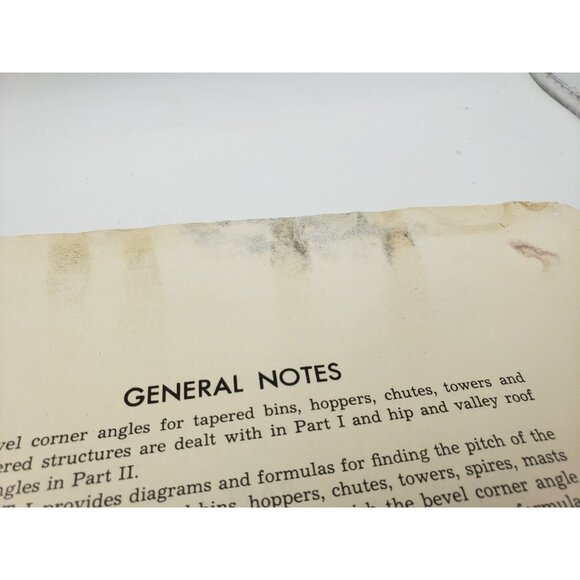 GENERAL NOTES
vel corner angles for tapered bins, hoppers, chutes, towers and
ered structures are dealt with in Part I and hip and valley roof
ngles in Part II.
I provides diagrams and formulas for finding the pitch of the
bins, hoppers, chutes, towers, spires, masts
the bevel corner angle
formula